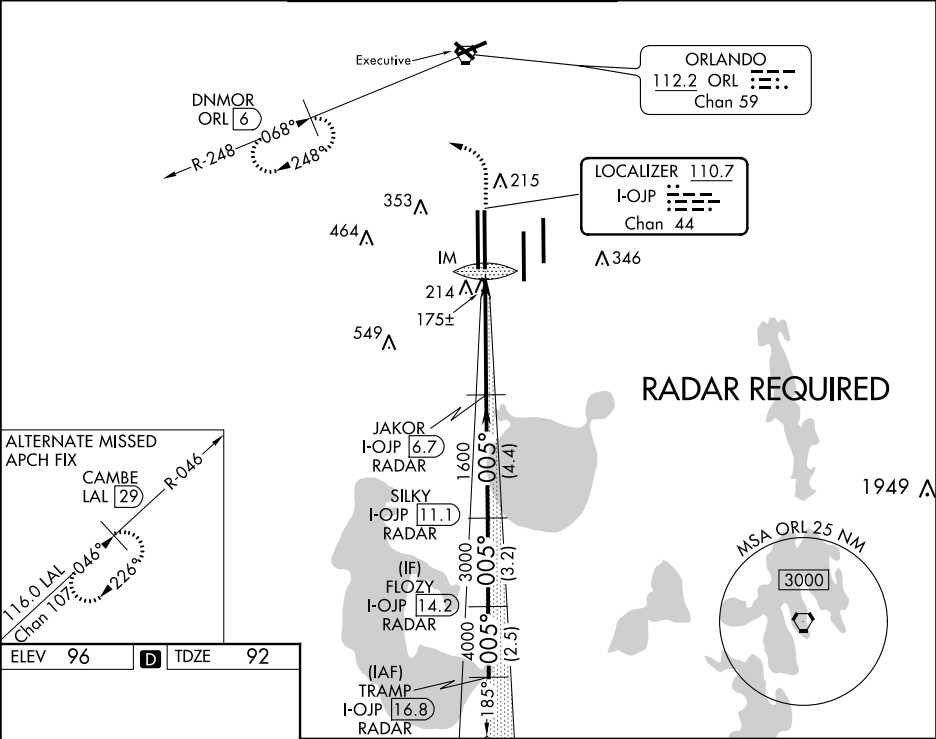 Executive
ORLANDO
112.2 ORL
Chan 59
DNMOR
ORL 6
R-248
068°
248°
LOCALIZER 110.7
I-OJP
Chan 44
215
353
464
IM
346
214
175±
549
RADAR REQUIRED
JAKOR
I-OJP 6.7
RADAR
1600
005°
(4.4)
SILKY
I-OJP 11.1
RADAR
3000
005°
(3.2)
(IF)
FLOZY
I-OJP 14.2
RADAR
4000
005°
(2.5)
(IAF)
TRAMP
I-OJP 16.8
RADAR
185°
ALTERNATE MISSED
APCH FIX
CAMBE
LAL 29
R-046
046°
226°
116.0 LAL
Chan 107
1949
MSA ORL 25 NM
3000
ELEV 96 D TDZE 92